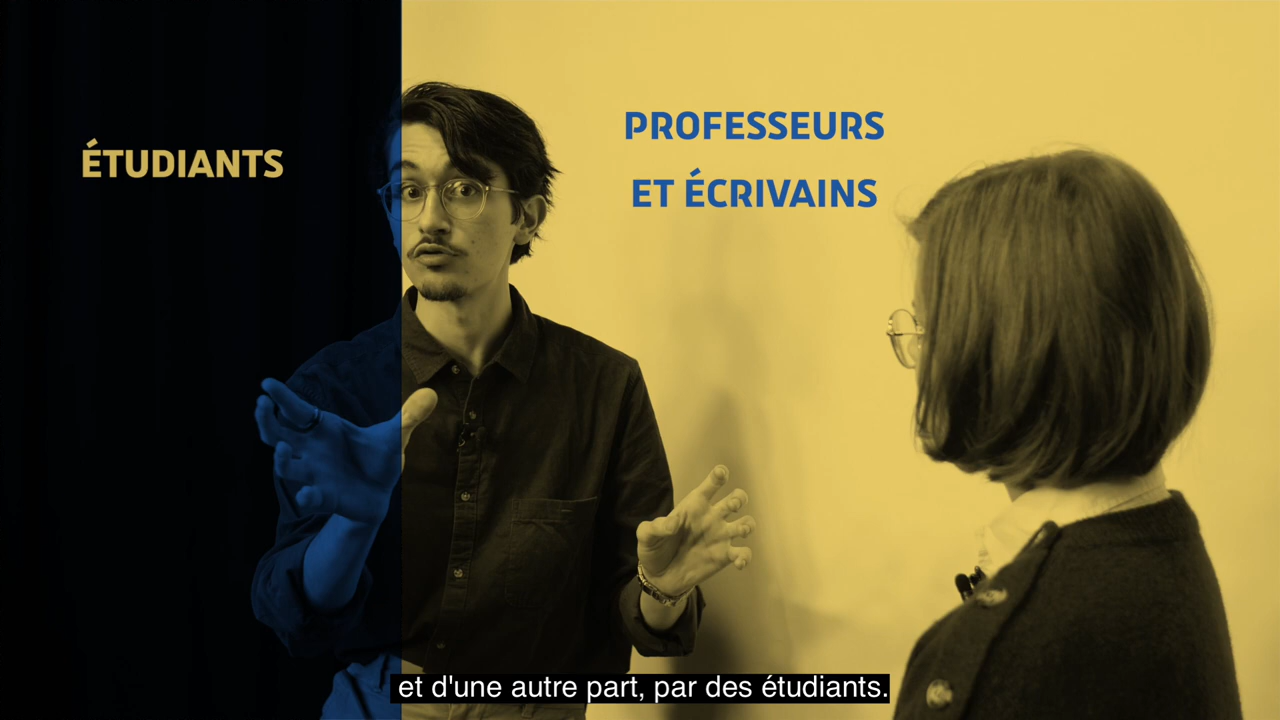 ÉTUDIANTS
PROFESSEURS
ET ÉCRIVAINS
et d'une autre part, par des étudiants.